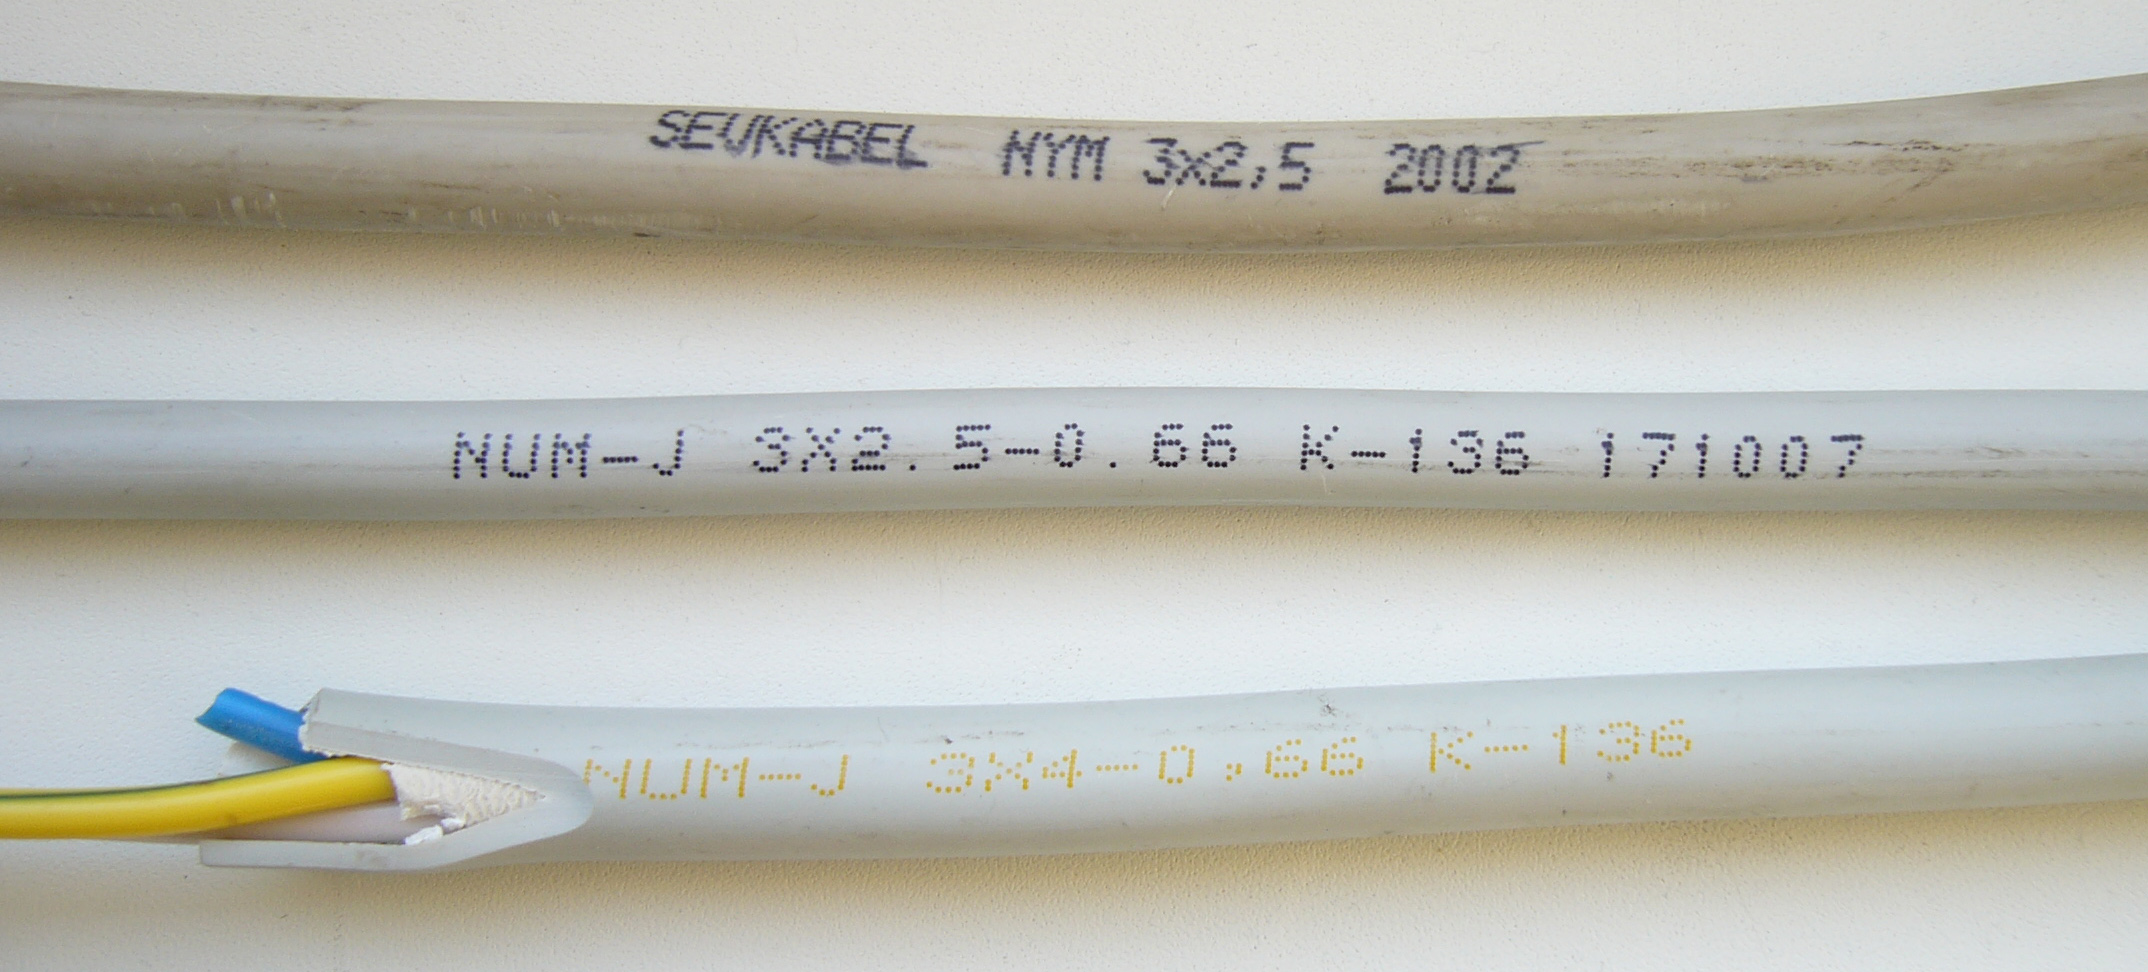 SEVKABEL NYM 3x2,5 2002
NUM-J 3X2.5-0.66 K-136 171007
NUM-J 3X4-0,66 K-136